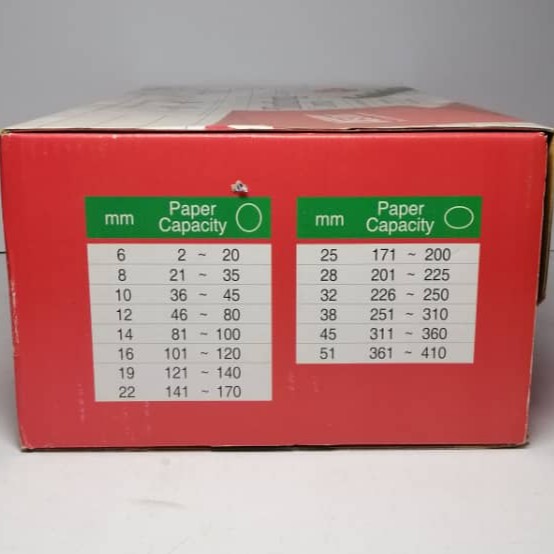 mm Paper Capacity
6 2 ~ 20
8 21 ~ 35
10 36 ~ 45
12 46 ~ 80
14 81 ~ 100
16 101 ~ 120
19 121 ~ 140
22 141 ~ 170
mm Paper Capacity
25 171 ~ 200
28 201 ~ 225
32 226 ~ 250
38 251 ~ 310
45 311 ~ 360
51 361 ~ 410